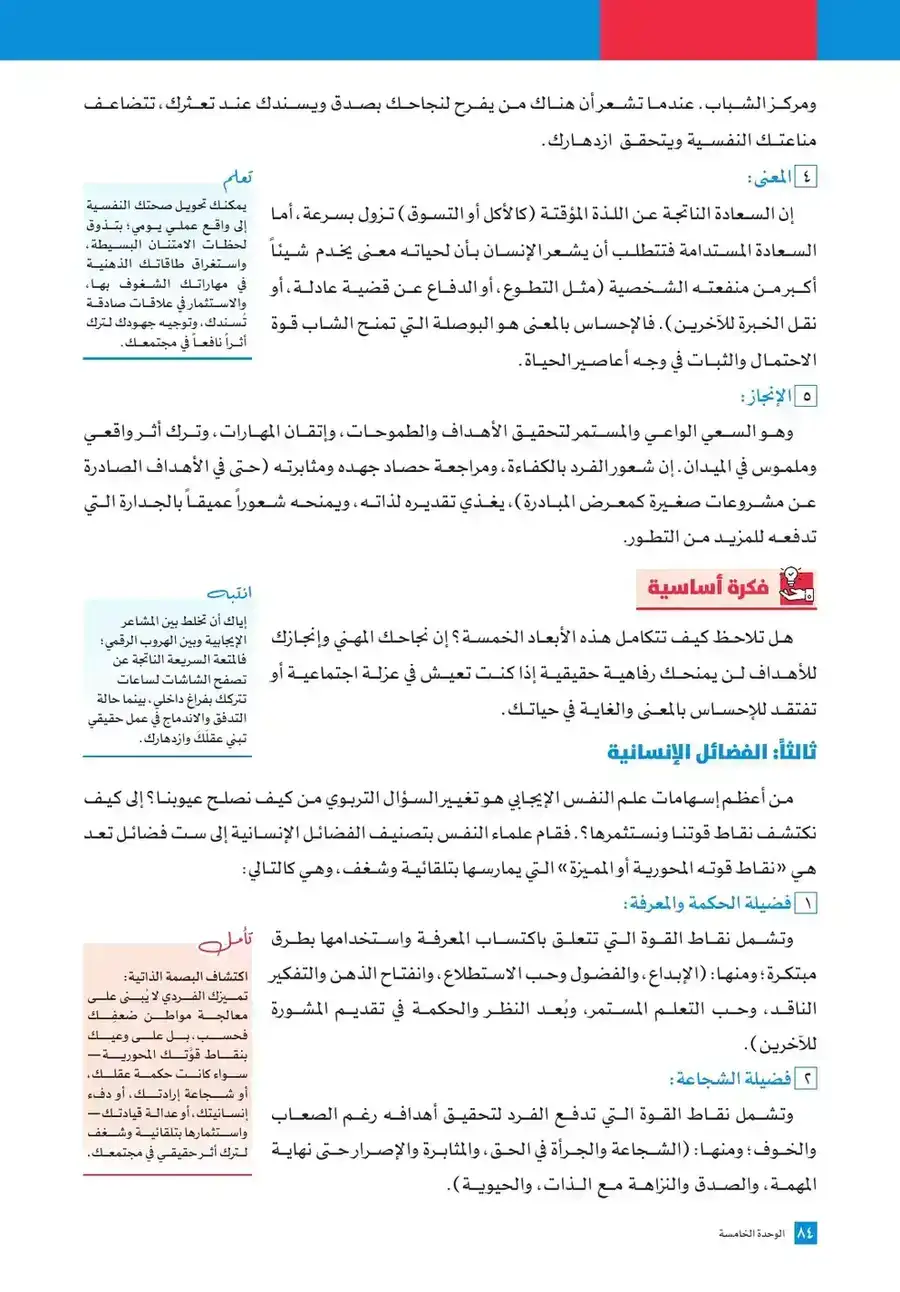 ومركز الشباب. عندما تشعر أن هناك من يفرح لنجاحك بصدق ويسندك عند تعثرك، تتضاعف
مناعتك النفسية ويتحقق ازدهارك.
٤ المعنى:
إن السعادة الناتجة عن اللذة المؤقتة (كالأكل أو التسوق) تزول بسرعة، أما
السعادة المستدامة فتتطلب أن يشعر الإنسان بأن لحياته معنى يخدم شيئاً
أكبر من منفعته الشخصية (مثل التطوع، أو الدفاع عن قضية عادلة، أو
نقل الخبرة للآخرين). فالإحساس بالمعنى هو البوصلة التي تمنح الشاب قوة
الاحتمال والثبات في وجه أعاصير الحياة.
تعلم
يمكنك تحويل صحتك النفسية
إلى واقع عملي يومي؛ بتذوق
لحظات الامتنان البسيطة،
واستغراق طاقاتك الذهنية
في مهاراتك الشغوف بها،
والاستثمار في علاقات صادقة
تُسندك، وتوجيه جهودك لترك
أثراً نافعاً في مجتمعك.
٥ الإنجاز:
وهو السعي الواعي والمستمر لتحقيق الأهداف والطموحات، وإتقان المهارات، وترك أثر واقعي
وملموس في الميدان. إن شعور الفرد بالكفاءة، ومراجعة حصاد جهده ومثابرته (حتى في الأهداف الصادرة
عن مشروعات صغيرة كمعرض المبادرة)، يغذي تقديره لذاته، ويمنحه شعوراً عميقاً بالجدارة التي
تدفعه للمزيد من التطور.
فكرة أساسية
هل تلاحظ كيف تتكامل هذه الأبعاد الخمسة؟ إن نجاحك المهني وإنجازك
للأهداف لن يمنحك رفاهية حقيقية إذا كنت تعيش في عزلة اجتماعية أو
تفتقد للإحساس بالمعنى والغاية في حياتك.
انتبه
إياك أن تخلط بين المشاعر
الإيجابية وبين الهروب الرقمي؛
فالمتعة السريعة الناتجة عن
تصفح الشاشات لساعات
تتركك بفراغ داخلي، بينما حالة
التدفق والاندماج في عمل حقيقي
تبني عقلَكَ وازدهارك.
ثالثاً: الفضائل الإنسانية
من أعظم إسهامات علم النفس الإيجابي هو تغيير السؤال التربوي من كيف نصلح عيوبنا؟ إلى كيف
نكتشف نقاط قوتنا ونستثمرها؟. فقام علماء النفس بتصنيف الفضائل الإنسانية إلى ست فضائل تعد
هي «نقاط قوته المحورية أو المميزة» التي يمارسها بتلقائية وشغف، وهي كالتالي:
١ فضيلة الحكمة والمعرفة:
وتشمل نقاط القوة التي تتعلق باكتساب المعرفة واستخدامها بطرق
مبتكرة؛ ومنها: (الإبداع، والفضول وحب الاستطلاع، وانفتاح الذهن والتفكير
الناقد، وحب التعلم المستمر، وبُعد النظر والحكمة في تقديم المشورة
للآخرين).
تأمل
اكتشاف البصمة الذاتية:
تميزك الفردي لا يُبنى على
معالجة مواطن ضعفِك
فحسب، بل على وعيك
بنقاط قوّتك المحورية—
سواء كانت حكمة عقلك،
أو شجاعة إرادتك، أو دفء
إنسانيتك، أو عدالة قيادتك—
واستثمارها بتلقائية وشغف
لترك أثر حقيقي في مجتمعك.
٢ فضيلة الشجاعة:
وتشمل نقاط القوة التي تدفع الفرد لتحقيق أهدافه رغم الصعاب
والخوف؛ ومنها: (الشجاعة والجرأة في الحق، والمثابرة والإصرار حتى نهاية
المهمة، والصدق والنزاهة مع الذات، والحيوية).
٨٤ الوحدة الخامسة